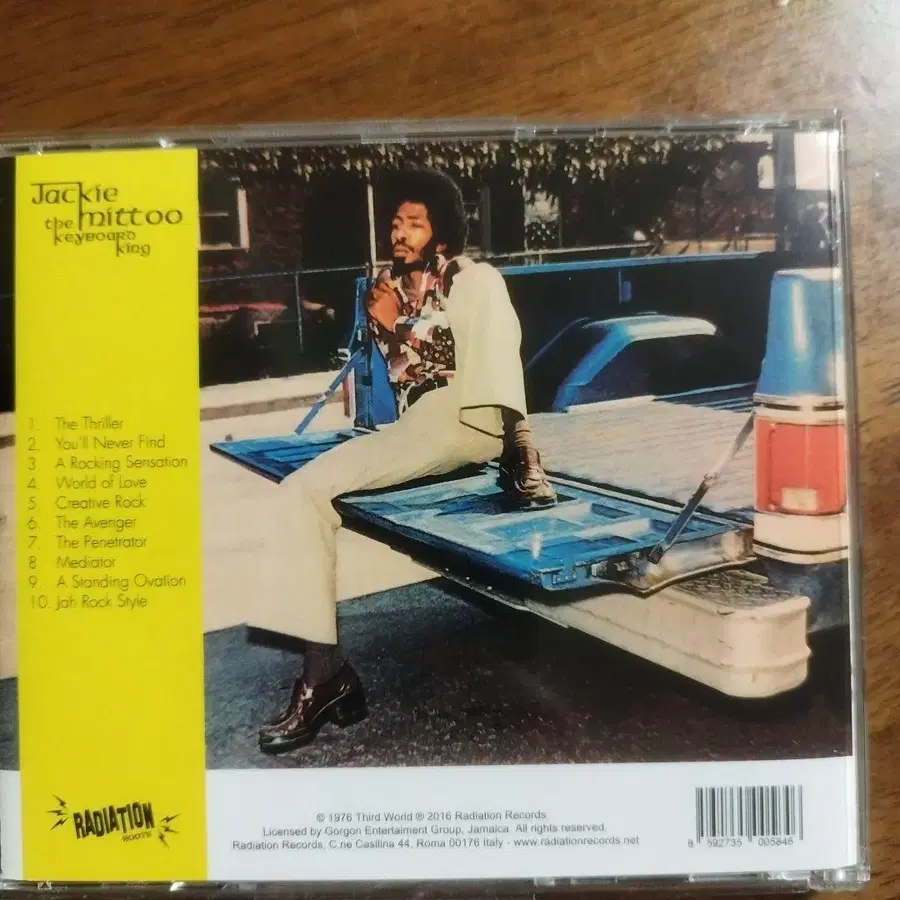 Jackie
the Mittoo
keyboard
king
1. The Thriller
2. You'll Never Find
3. A Rocking Sensation
4. World of Love
5. Creative Rock
6. The Avenger
7. The Penetrator
8. Mediator
9. A Standing Ovation
10. Jah Rock Style
RADIATION
ROOTS
© 1976 Third World ® 2016 Radiation Records,
Licensed by Gorgon Entertaiment Group, Jamaica. All rights reserved.
Radiation Records, C.ne Casilina 44, Roma 00176 Italy - www.radiationrecords.net
8 592735 005846